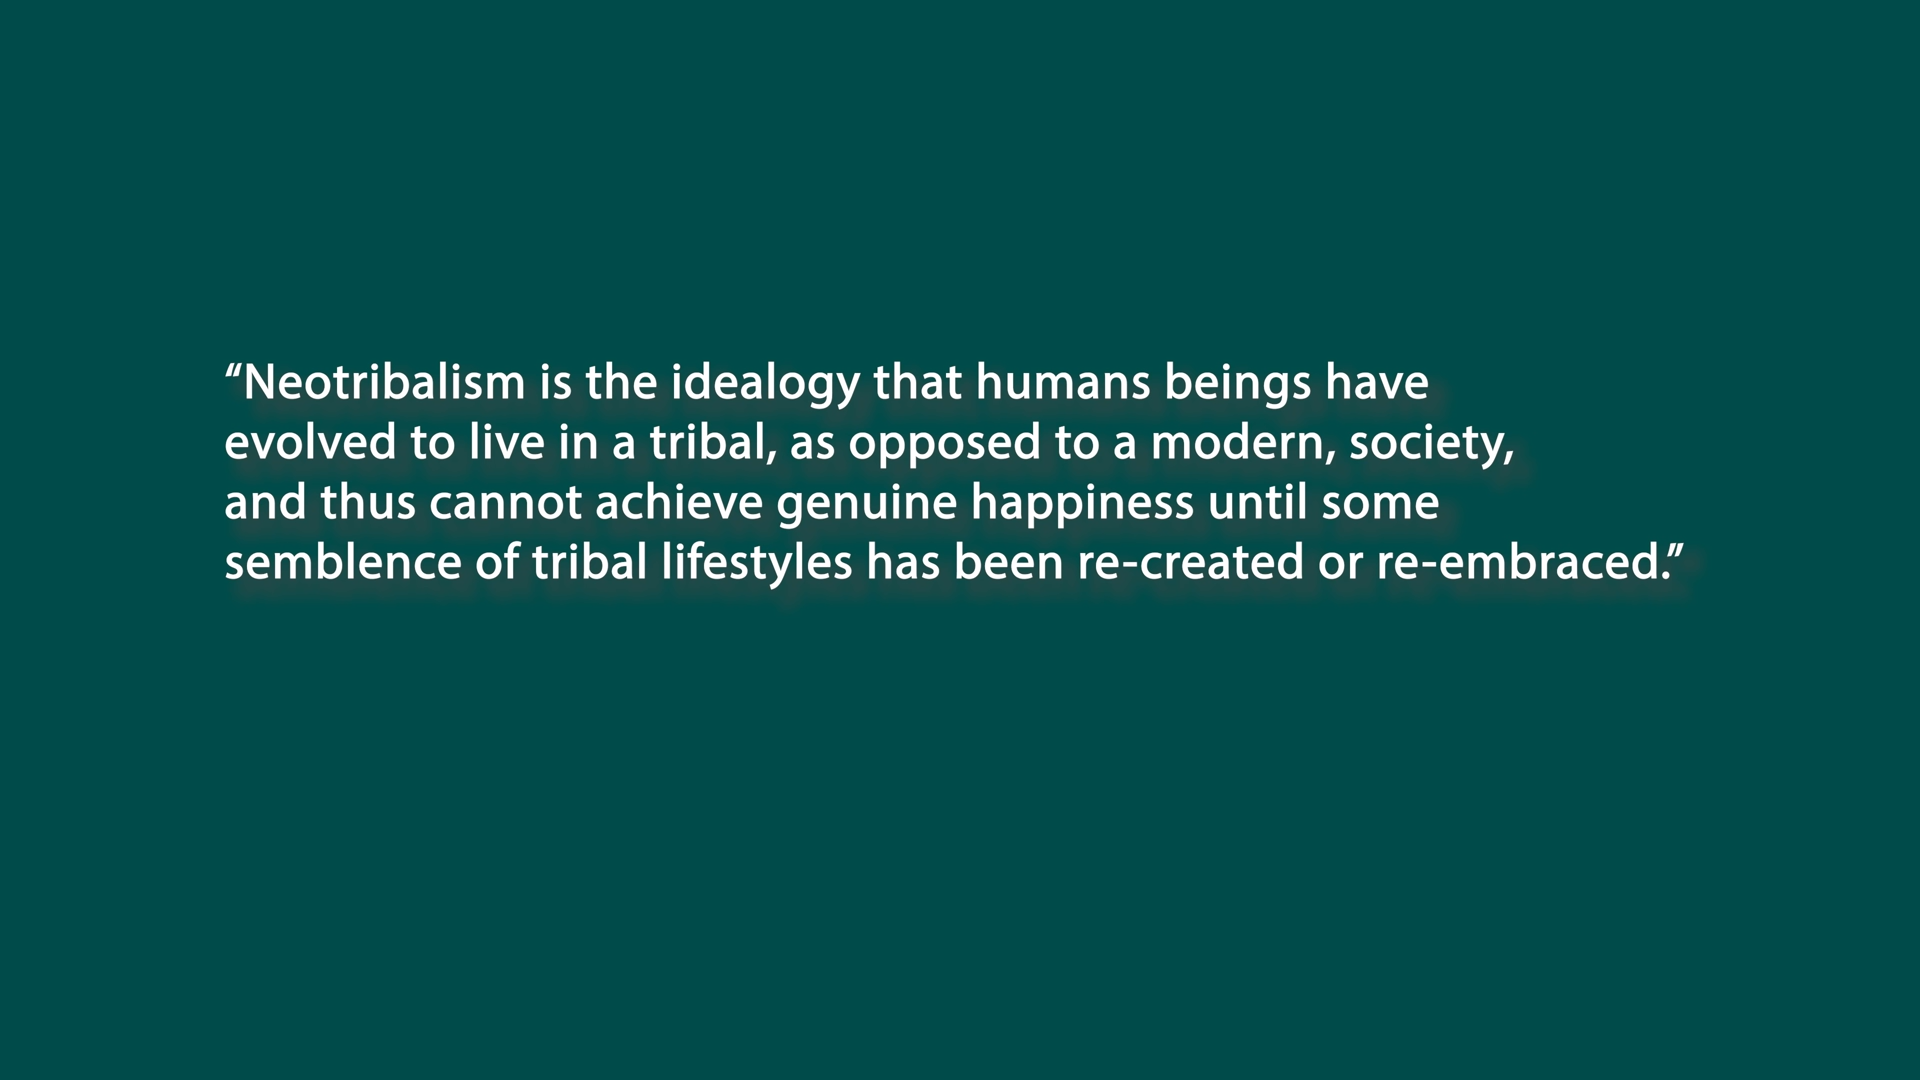 “Neotribalism is the idealogy that humans beings have
evolved to live in a tribal, as opposed to a modern, society,
and thus cannot achieve genuine happiness until some
semblence of tribal lifestyles has been re-created or re-embraced.”